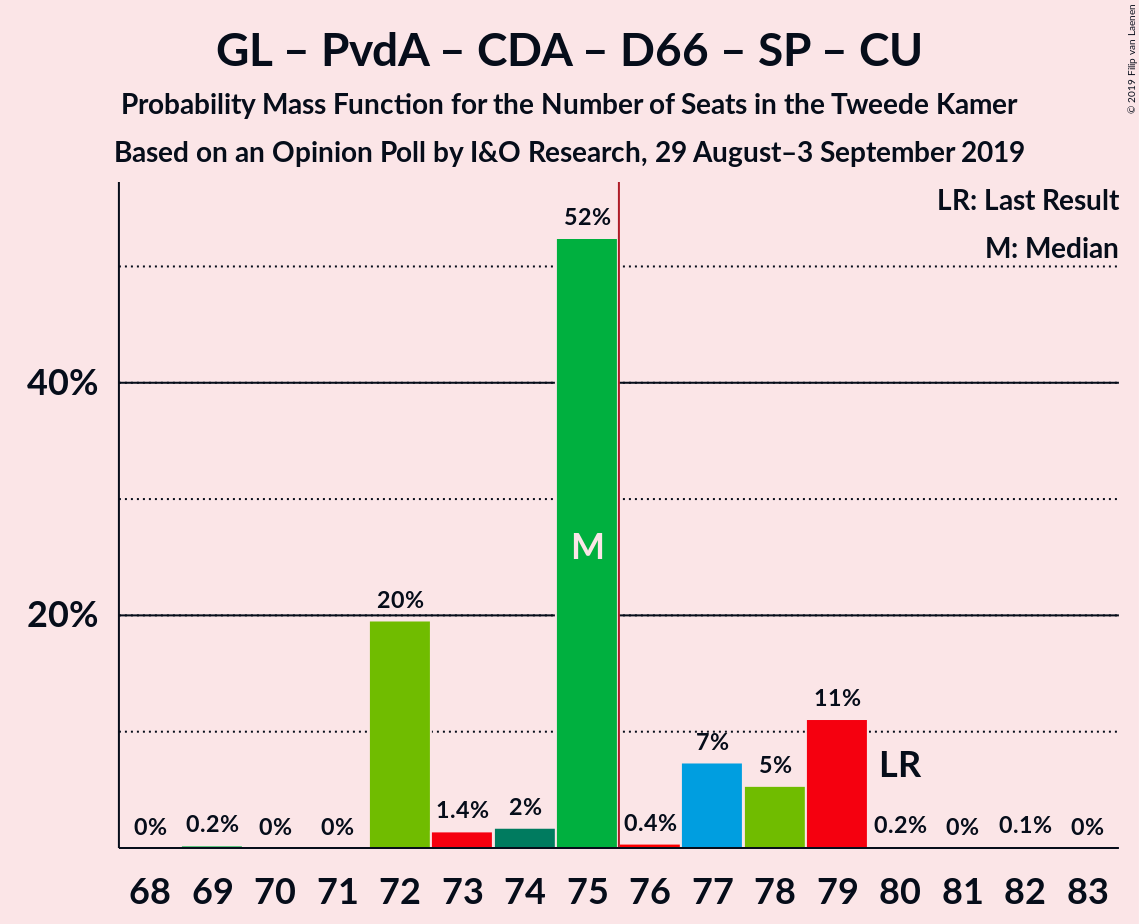 GL – PvdA – CDA – D66 – SP – CU
Probability Mass Function for the Number of Seats in the Tweede Kamer
Based on an Opinion Poll by I&O Research, 29 August–3 September 2019
© 2019 Filip van Laenen
LR: Last Result
M: Median
52%
40%
M
20%
20%
11%
7%
5%
LR
0%
0.2%
0%
0%
1.4%
2%
0.4%
0.2%
0%
0.1%
0%
68 69 70 71 72 73 74 75 76 77 78 79 80 81 82 83